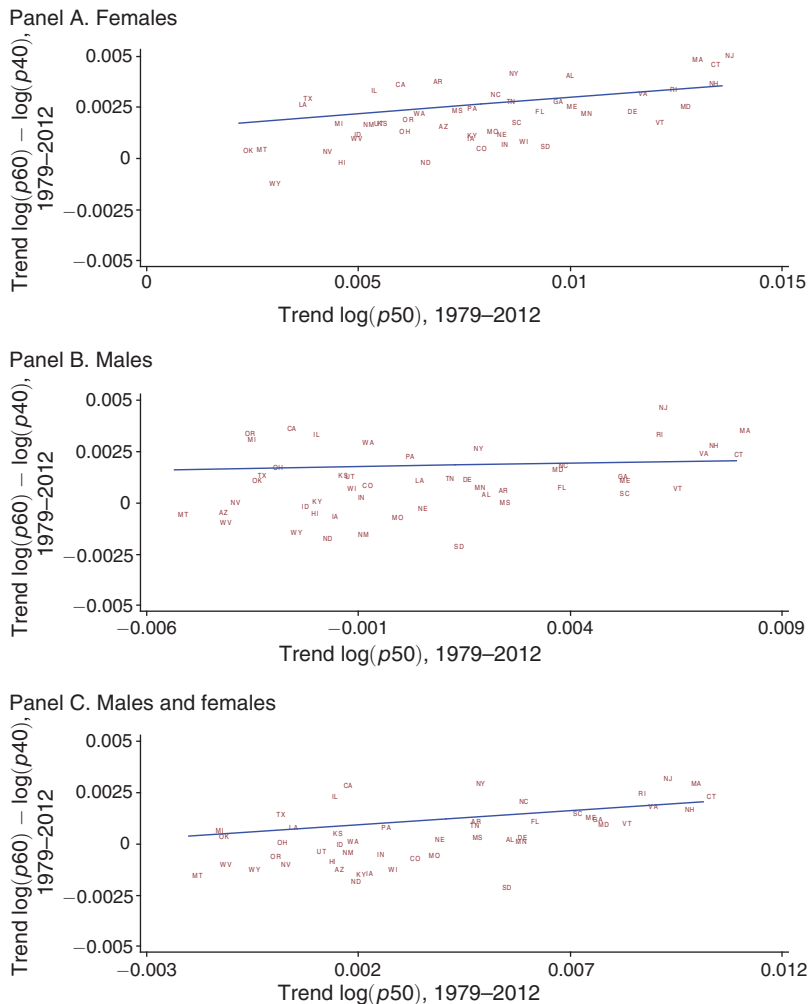 Panel A. Females
Trend log(p60) − log(p40),
1979–2012
0.005
0.0025
0
−0.0025
−0.005
NJ
MA
CT
NY
AL
AR
CA
NH
IL
RI
VA
NC
TX
TN
GA
LA
ME
MD
PA
MS
FL
DE
WA
MN
OR
SC
VT
MI
NM
UT
KS
AZ
OH
MO
ID
KY
NE
WV
IA
WI
IN
SD
CO
OK
MT
NV
HI
ND
WY
0
0.005
0.01
0.015
Trend log(p50), 1979–2012
Panel B. Males
Trend log(p60) − log(p40),
1979–2012
0.005
0.0025
0
−0.0025
−0.005
NJ
CA
MA
OR
IL
RI
MI
WA
NH
NY
VA
CT
PA
NC
OH
MD
TX
KS
UT
GA
OK
TN
DE
ME
LA
CO
WI
MN
FL
VT
AR
AL
SC
IN
NV
KY
MS
ID
NE
AZ
HI
MT
IA
MO
WV
WY
NM
ND
SD
−0.006
−0.001
0.004
0.009
Trend log(p50), 1979–2012
Panel C. Males and females
Trend log(p60) − log(p40),
1979–2012
0.005
0.0025
0
−0.0025
−0.005
NJ
NY
MA
CA
RI
IL
CT
NC
VA
NH
TX
SC
ME
GA
AR
FL
VT
MD
TN
LA
PA
MI
KS
OK
MS
DE
NE
AL
MN
WA
OH
ID
UT
NM
IN
OR
MO
CO
HI
WV
NV
WY
AZ
WI
KY
IA
MT
ND
SD
−0.003
0.002
0.007
0.012
Trend log(p50), 1979–2012